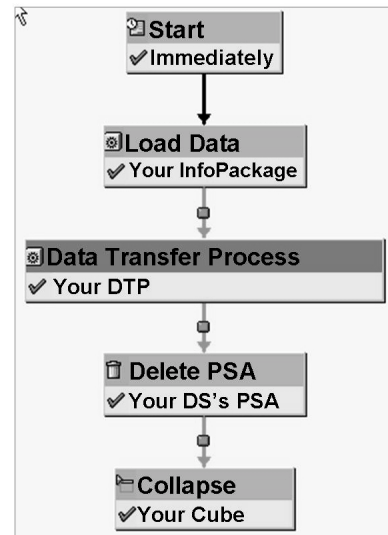 Start
Immediately
Load Data
Your InfoPackage
Data Transfer Process
Your DTP
Delete PSA
Your DS's PSA
Collapse
Your Cube